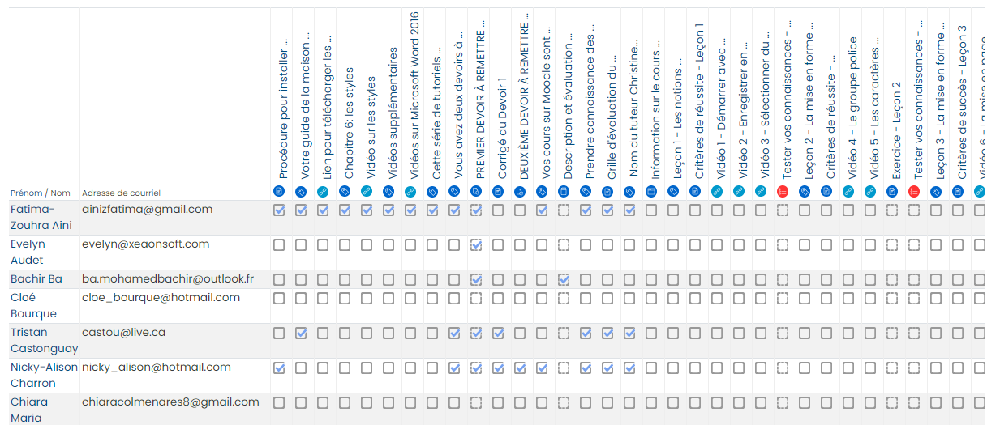 Procédure pour installer ...
Votre guide de la maison ...
Lien pour télécharger les ...
Chapitre 6: les styles
Vidéo sur les styles
Vidéos supplémentaires
Vidéos sur Microsoft Word 2016
Cette série de tutoriels ...
Vous avez deux devoirs à ...
PREMIER DEVOIR À REMETTRE ...
Corrigé du Devoir 1
DEUXIÈME DEVOIR À REMETTRE ...
Vos cours sur Moodle sont ...
Description et évaluation ...
Prendre connaissance des ...
Grille d'évaluation du ...
Nom du tuteur Christine...
Information sur le cours ...
Leçon 1 - Les notions ...
Critères de réussite - Leçon 1
Vidéo 1 - Démarrer avec ...
Vidéo 2 - Enregistrer en ...
Vidéo 3 - Sélectionner du ...
Tester vos connaissances - ...
Leçon 2 - La mise en forme ...
Critères de réussite - ...
Vidéo 4 - Le groupe police
Vidéo 5 - Les caractères ...
Exercice - Leçon 2
Tester vos connaissances - ...
Leçon 3 - La mise en forme ...
Critères de succès - Leçon 3
Vidéo 6 - La mise en page
Prénom / Nom Adresse de courriel
Fatima- ainizfatima@gmail.com
Zouhra Aini
Evelyn evelyn@xeaonsoft.com
Audet
Bachir Ba ba.mohamedbachir@outlook.fr
Cloé cloe_bourque@hotmail.com
Bourque
Tristan castou@live.ca
Castonguay
Nicky-Alison nicky_alison@hotmail.com
Charron
Chiara chiaracolmenares8@gmail.com
Maria